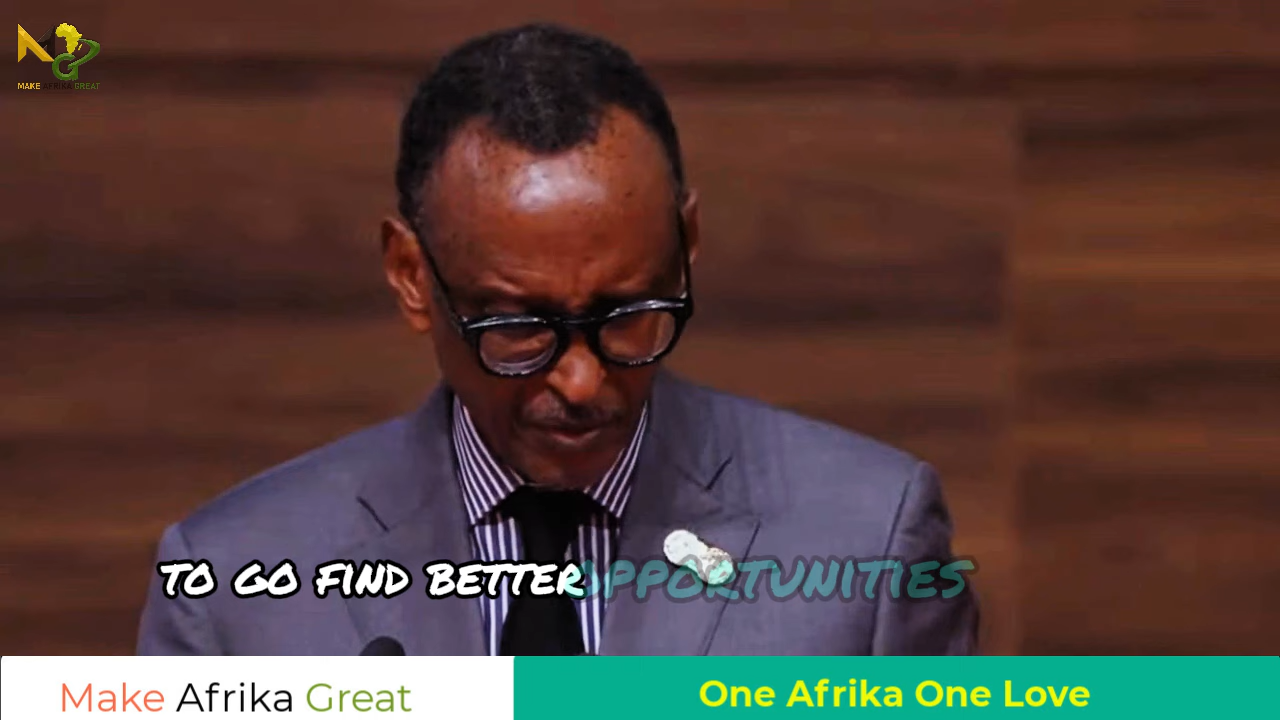 MAKE AFRIKA GREAT
TO GO FIND BETTER OPPORTUNITIES
Make Afrika Great
One Afrika One Love